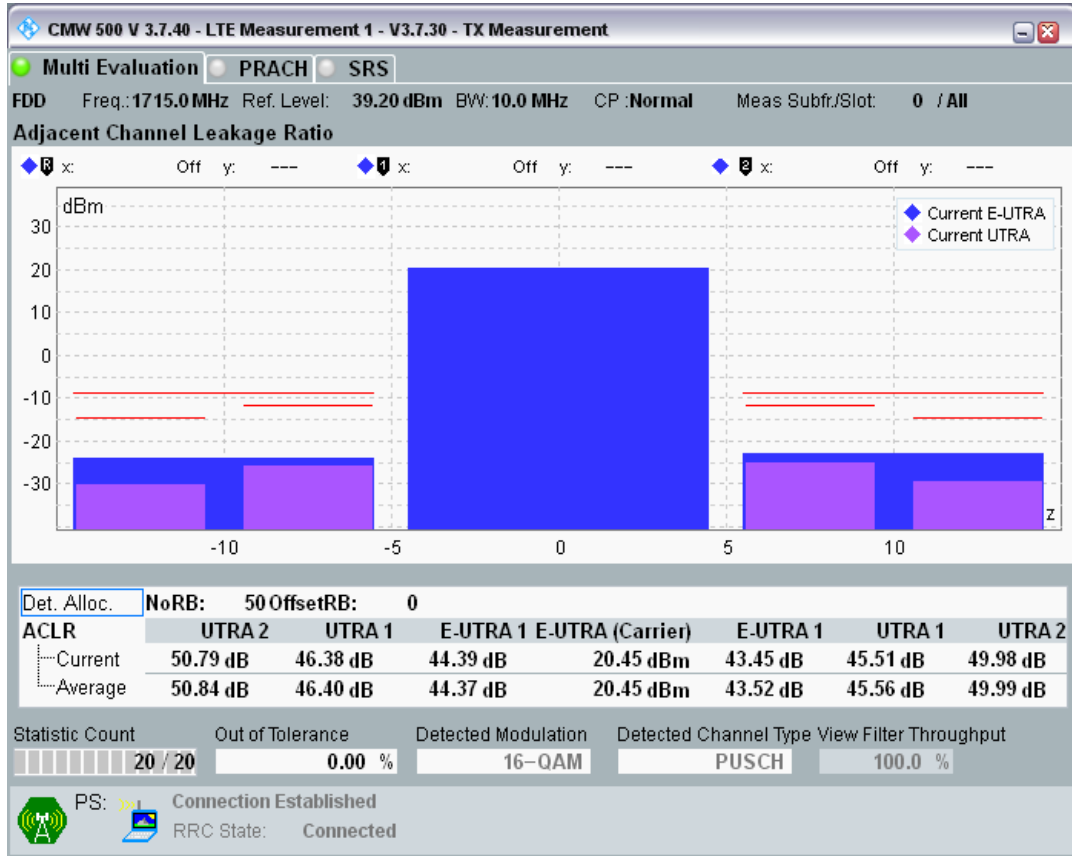 CMW 500 V 3.7.40 - LTE Measurement 1 - V3.7.30 - TX Measurement
Multi Evaluation PRACH SRS
FDD Freq.: 1715.0 MHz Ref. Level: 39.20 dBm BW: 10.0 MHz CP : Normal Meas Subfr./Slot: 0 / All
Adjacent Channel Leakage Ratio
R x: Off y: --- 1 x: Off y: --- 2 x: Off y: ---
dBm
Current E-UTRA
Current UTRA
30
20
10
0
-10
-20
-30
z
-10 -5 0 5 10
Det. Alloc. NoRB: 50 OffsetRB: 0
ACLR UTRA 2 UTRA 1 E-UTRA 1 E-UTRA (Carrier) E-UTRA 1 UTRA 1 UTRA 2
Current 50.79 dB 46.38 dB 44.39 dB 20.45 dBm 43.45 dB 45.51 dB 49.98 dB
Average 50.84 dB 46.40 dB 44.37 dB 20.45 dBm 43.52 dB 45.56 dB 49.99 dB
Statistic Count Out of Tolerance Detected Modulation Detected Channel Type View Filter Throughput
20 / 20 0.00 % 16-QAM PUSCH 100.0 %
PS: Connection Established
RRC State: Connected